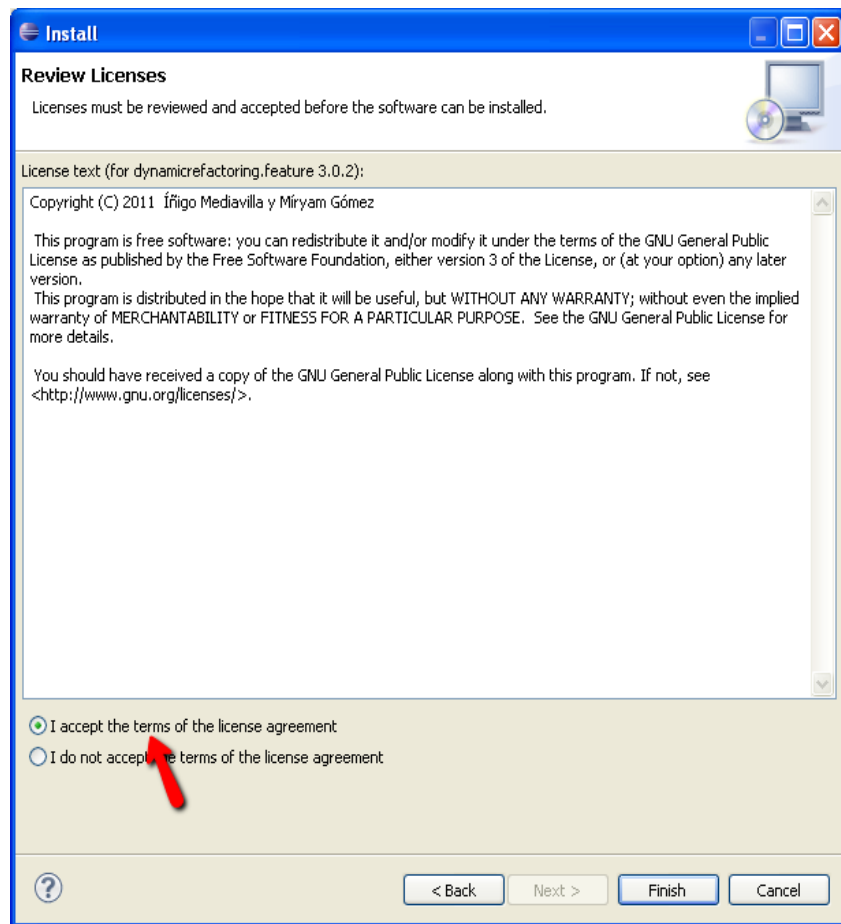 Install
Review Licenses
Licenses must be reviewed and accepted before the software can be installed.
License text (for dynamicrefactoring.feature 3.0.2):
Copyright (C) 2011  Íñigo Mediavilla y Míryam Gómez
This program is free software: you can redistribute it and/or modify it under the terms of the GNU General Public
License as published by the Free Software Foundation, either version 3 of the License, or (at your option) any later
version.
This program is distributed in the hope that it will be useful, but WITHOUT ANY WARRANTY; without even the implied
warranty of MERCHANTABILITY or FITNESS FOR A PARTICULAR PURPOSE.  See the GNU General Public License for
more details.
You should have received a copy of the GNU General Public License along with this program. If not, see
<http://www.gnu.org/licenses/>.
I accept the terms of the license agreement
I do not accept the terms of the license agreement
?
< Back
Next >
Finish
Cancel